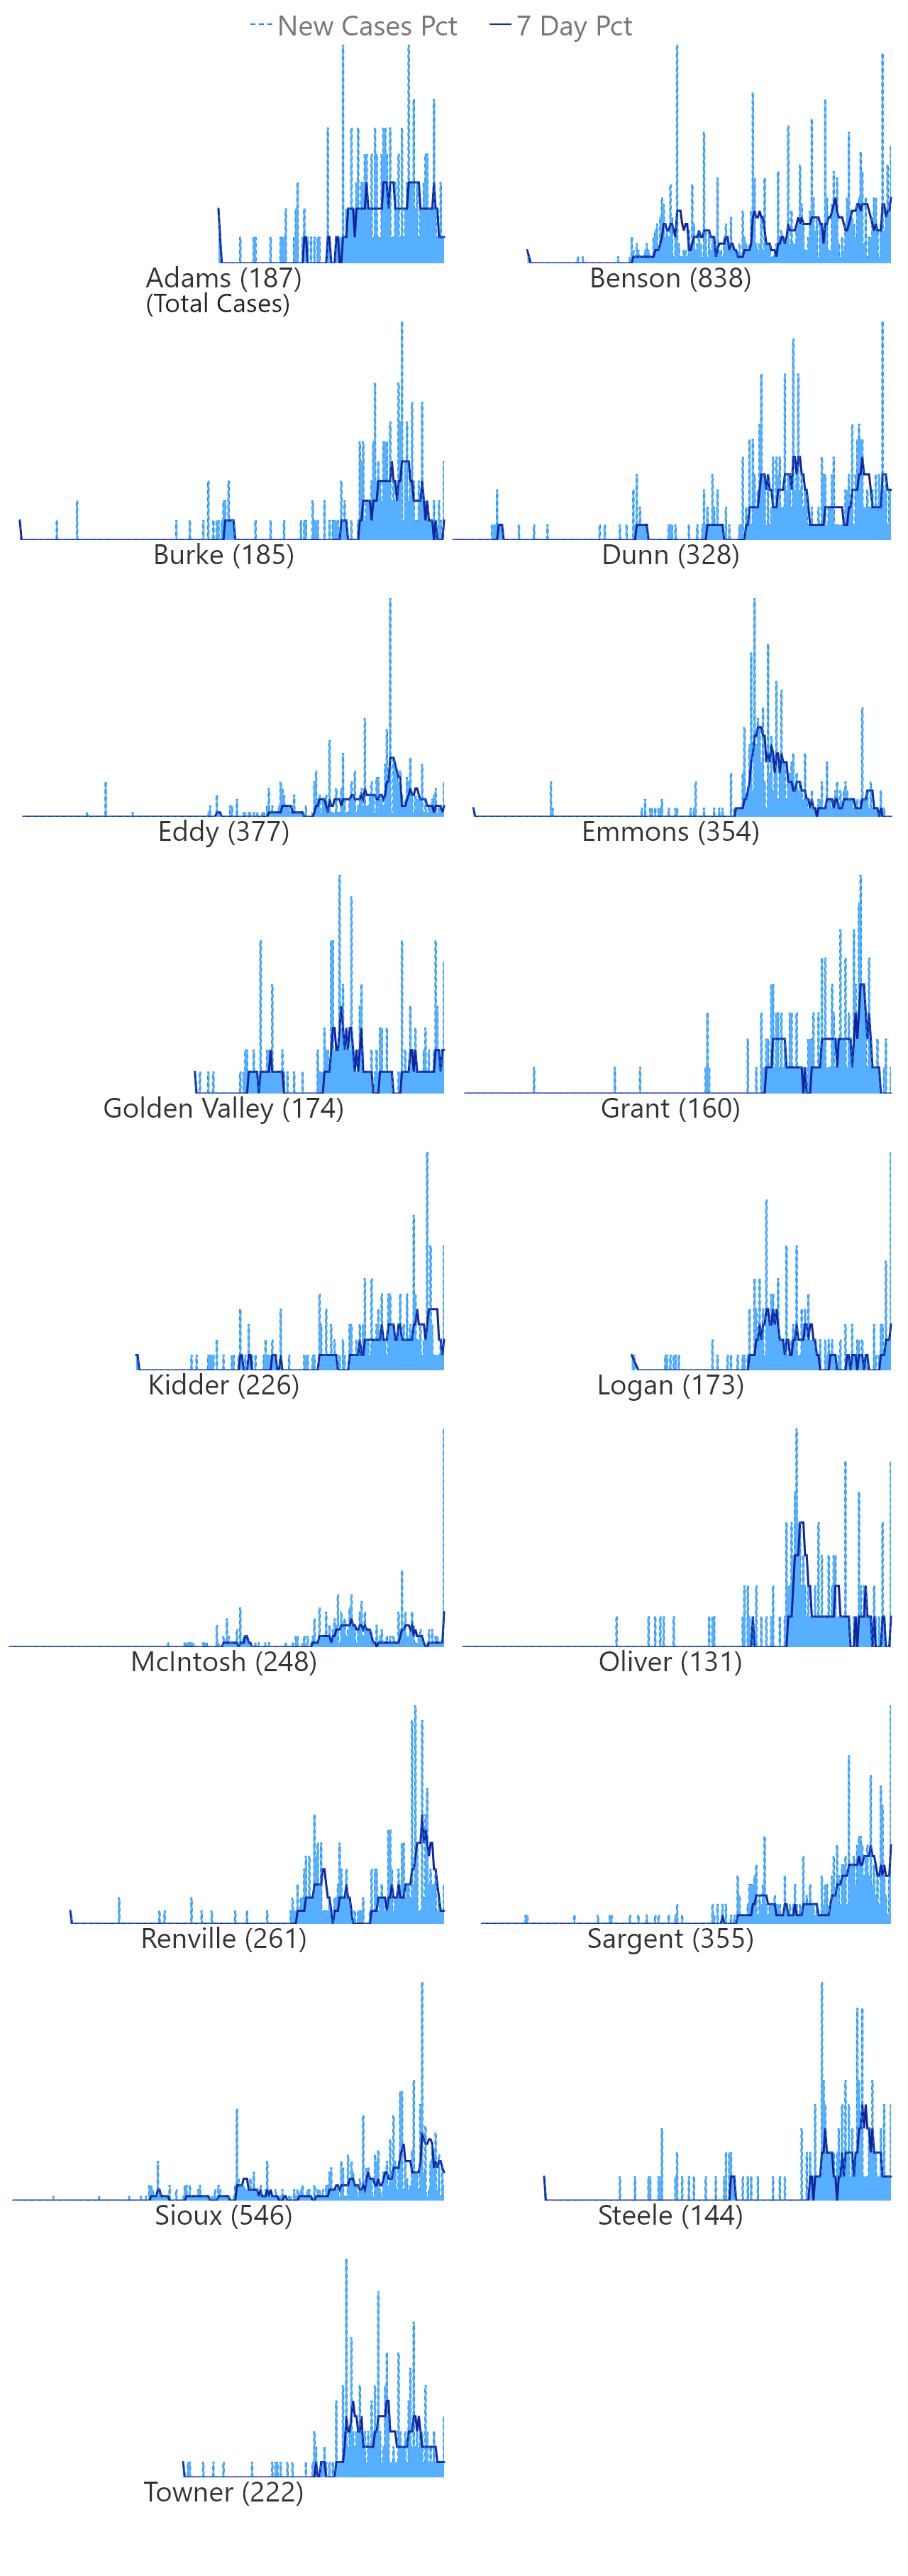 New Cases Pct 7 Day Pct
Adams (187)
(Total Cases)
Benson (838)
Burke (185)
Dunn (328)
Eddy (377)
Emmons (354)
Golden Valley (174)
Grant (160)
Kidder (226)
Logan (173)
McIntosh (248)
Oliver (131)
Renville (261)
Sargent (355)
Sioux (546)
Steele (144)
Towner (222)